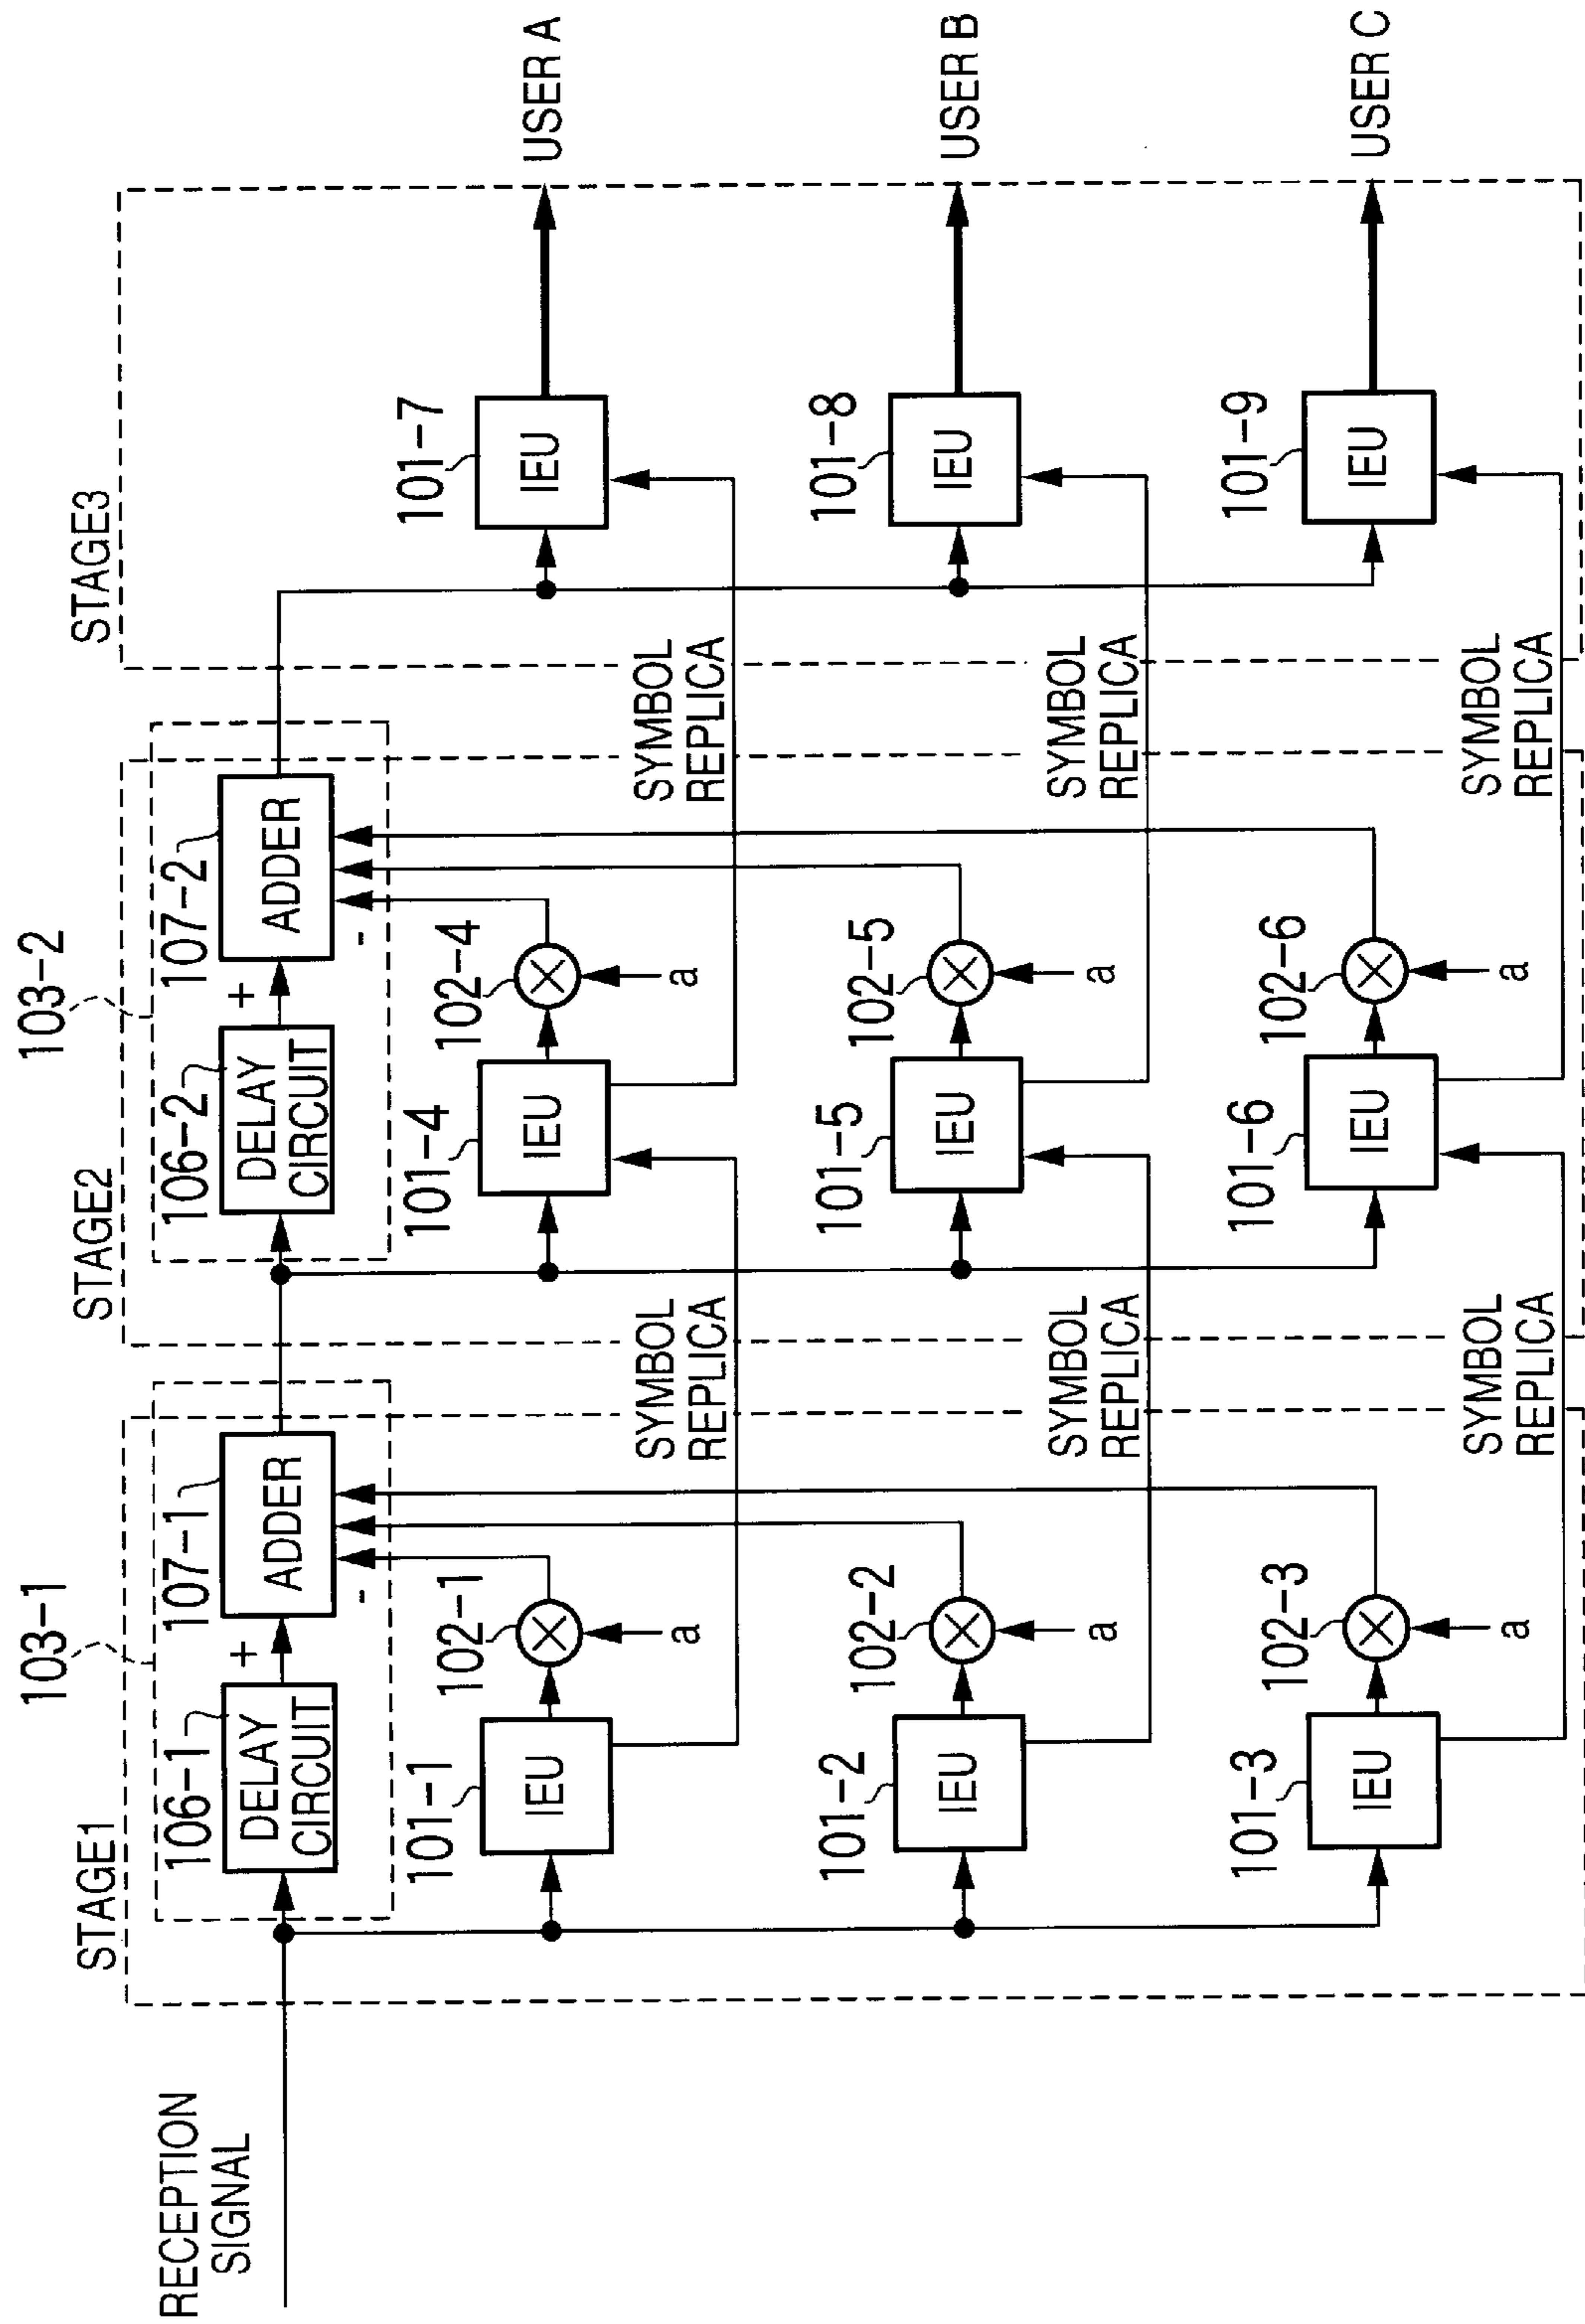 103-1
103-2
STAGE1
STAGE2
STAGE3
106-1
107-1
106-2
107-2
RECEPTION
SIGNAL
DELAY
CIRCUIT
+
ADDER
-
DELAY
CIRCUIT
+
ADDER
-
101-1
102-1
101-4
102-4
101-7
IEU
a
IEU
a
IEU
USER A
SYMBOL
REPLICA
SYMBOL
REPLICA
101-2
102-2
101-5
102-5
101-8
IEU
a
IEU
a
IEU
USER B
SYMBOL
REPLICA
SYMBOL
REPLICA
101-3
102-3
101-6
102-6
101-9
IEU
a
IEU
a
IEU
USER C
SYMBOL
REPLICA
SYMBOL
REPLICA